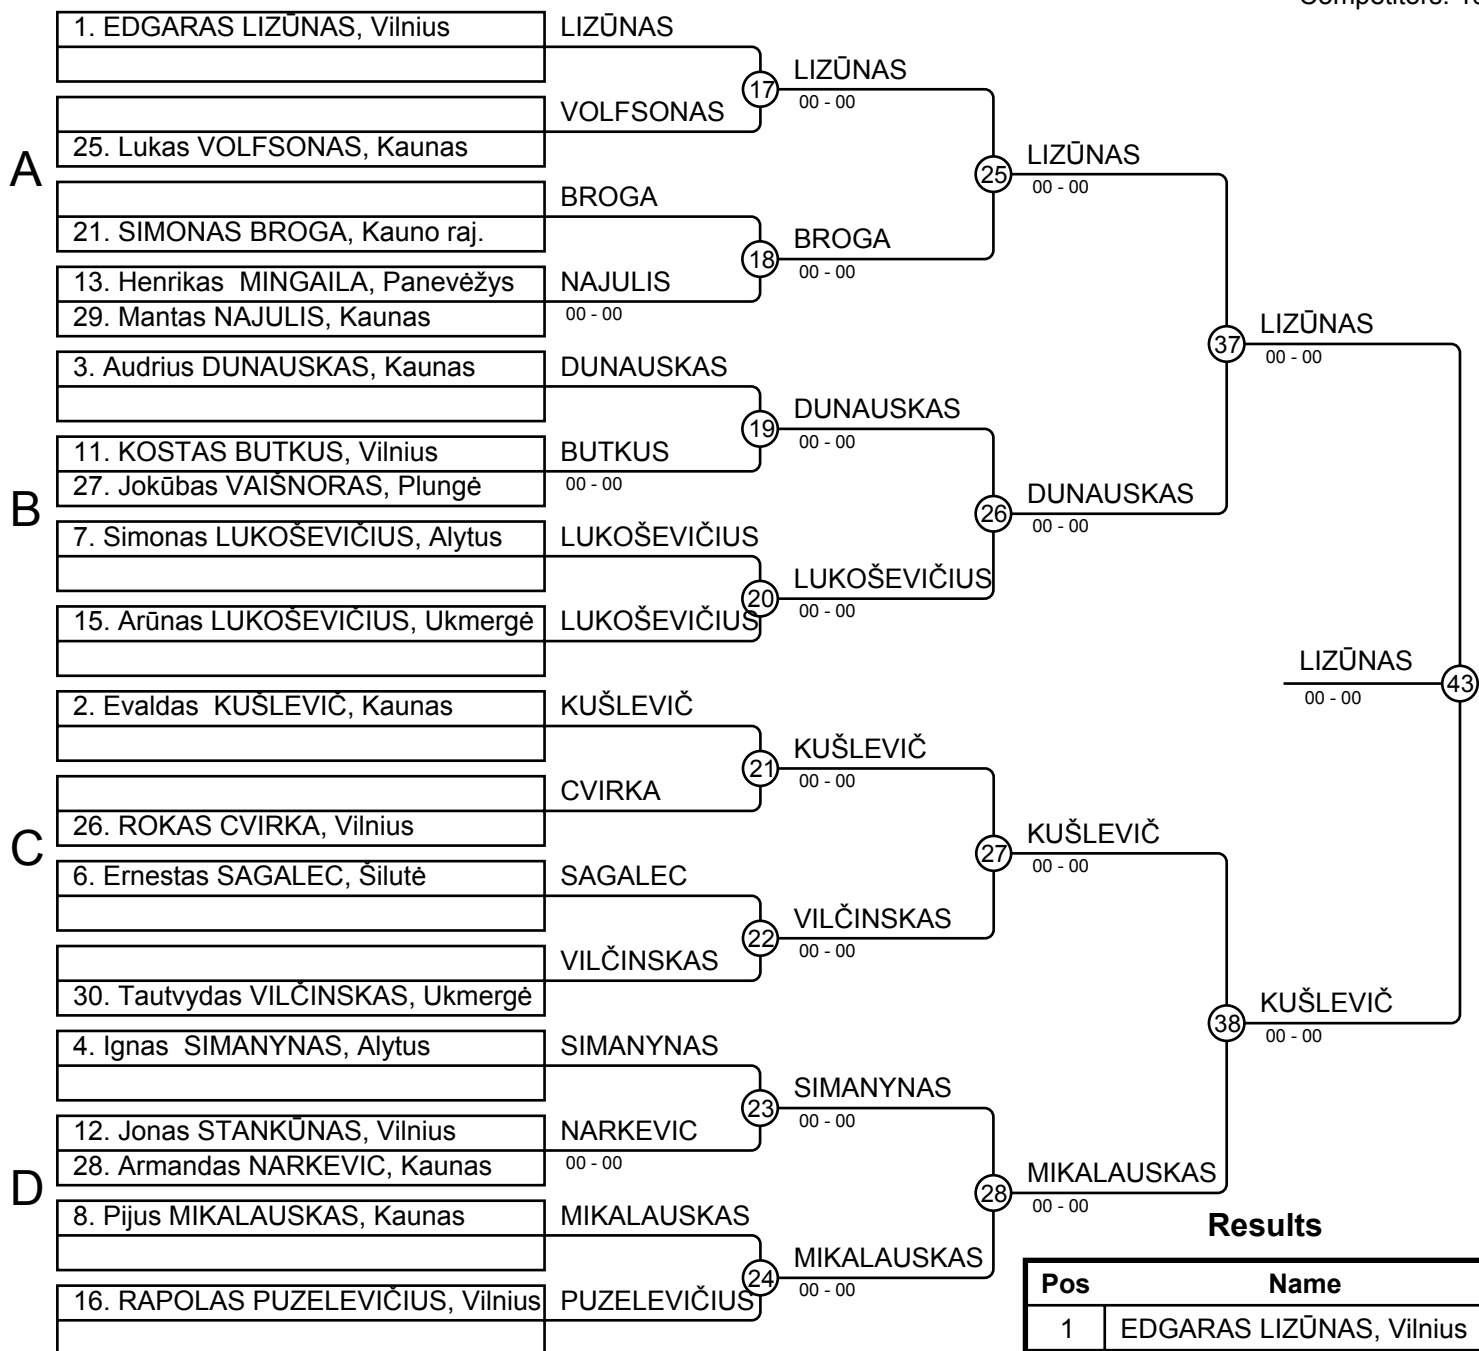 Competitors: 1
1. EDGARAS LIZŪNAS, Vilnius
25. Lukas VOLFSONAS, Kaunas
A
21. SIMONAS BROGA, Kauno raj.
13. Henrikas  MINGAILA, Panevėžys
29. Mantas NAJULIS, Kaunas
3. Audrius DUNAUSKAS, Kaunas
11. KOSTAS BUTKUS, Vilnius
27. Jokūbas VAIŠNORAS, Plungė
B
7. Simonas LUKOŠEVIČIUS, Alytus
15. Arūnas LUKOŠEVIČIUS, Ukmergė
2. Evaldas  KUŠLEVIČ, Kaunas
26. ROKAS CVIRKA, Vilnius
C
6. Ernestas SAGALEC, Šilutė
30. Tautvydas VILČINSKAS, Ukmergė
4. Ignas  SIMANYNAS, Alytus
12. Jonas STANKŪNAS, Vilnius
28. Armandas NARKEVIC, Kaunas
D
8. Pijus MIKALAUSKAS, Kaunas
16. RAPOLAS PUZELEVIČIUS, Vilnius
LIZŪNAS
VOLFSONAS
BROGA
NAJULIS
00 - 00
DUNAUSKAS
BUTKUS
00 - 00
LUKOŠEVIČIUS
LUKOŠEVIČIUS
KUŠLEVIČ
CVIRKA
SAGALEC
VILČINSKAS
SIMANYNAS
NARKEVIC
00 - 00
MIKALAUSKAS
PUZELEVIČIUS
17
18
19
20
21
22
23
24
LIZŪNAS
00 - 00
BROGA
00 - 00
DUNAUSKAS
00 - 00
LUKOŠEVIČIUS
00 - 00
KUŠLEVIČ
00 - 00
VILČINSKAS
00 - 00
SIMANYNAS
00 - 00
MIKALAUSKAS
00 - 00
25
26
27
28
LIZŪNAS
00 - 00
DUNAUSKAS
00 - 00
KUŠLEVIČ
00 - 00
MIKALAUSKAS
00 - 00
37
38
LIZŪNAS
00 - 00
KUŠLEVIČ
00 - 00
43
LIZŪNAS
00 - 00
Results
Pos Name
1 EDGARAS LIZŪNAS, Vilnius